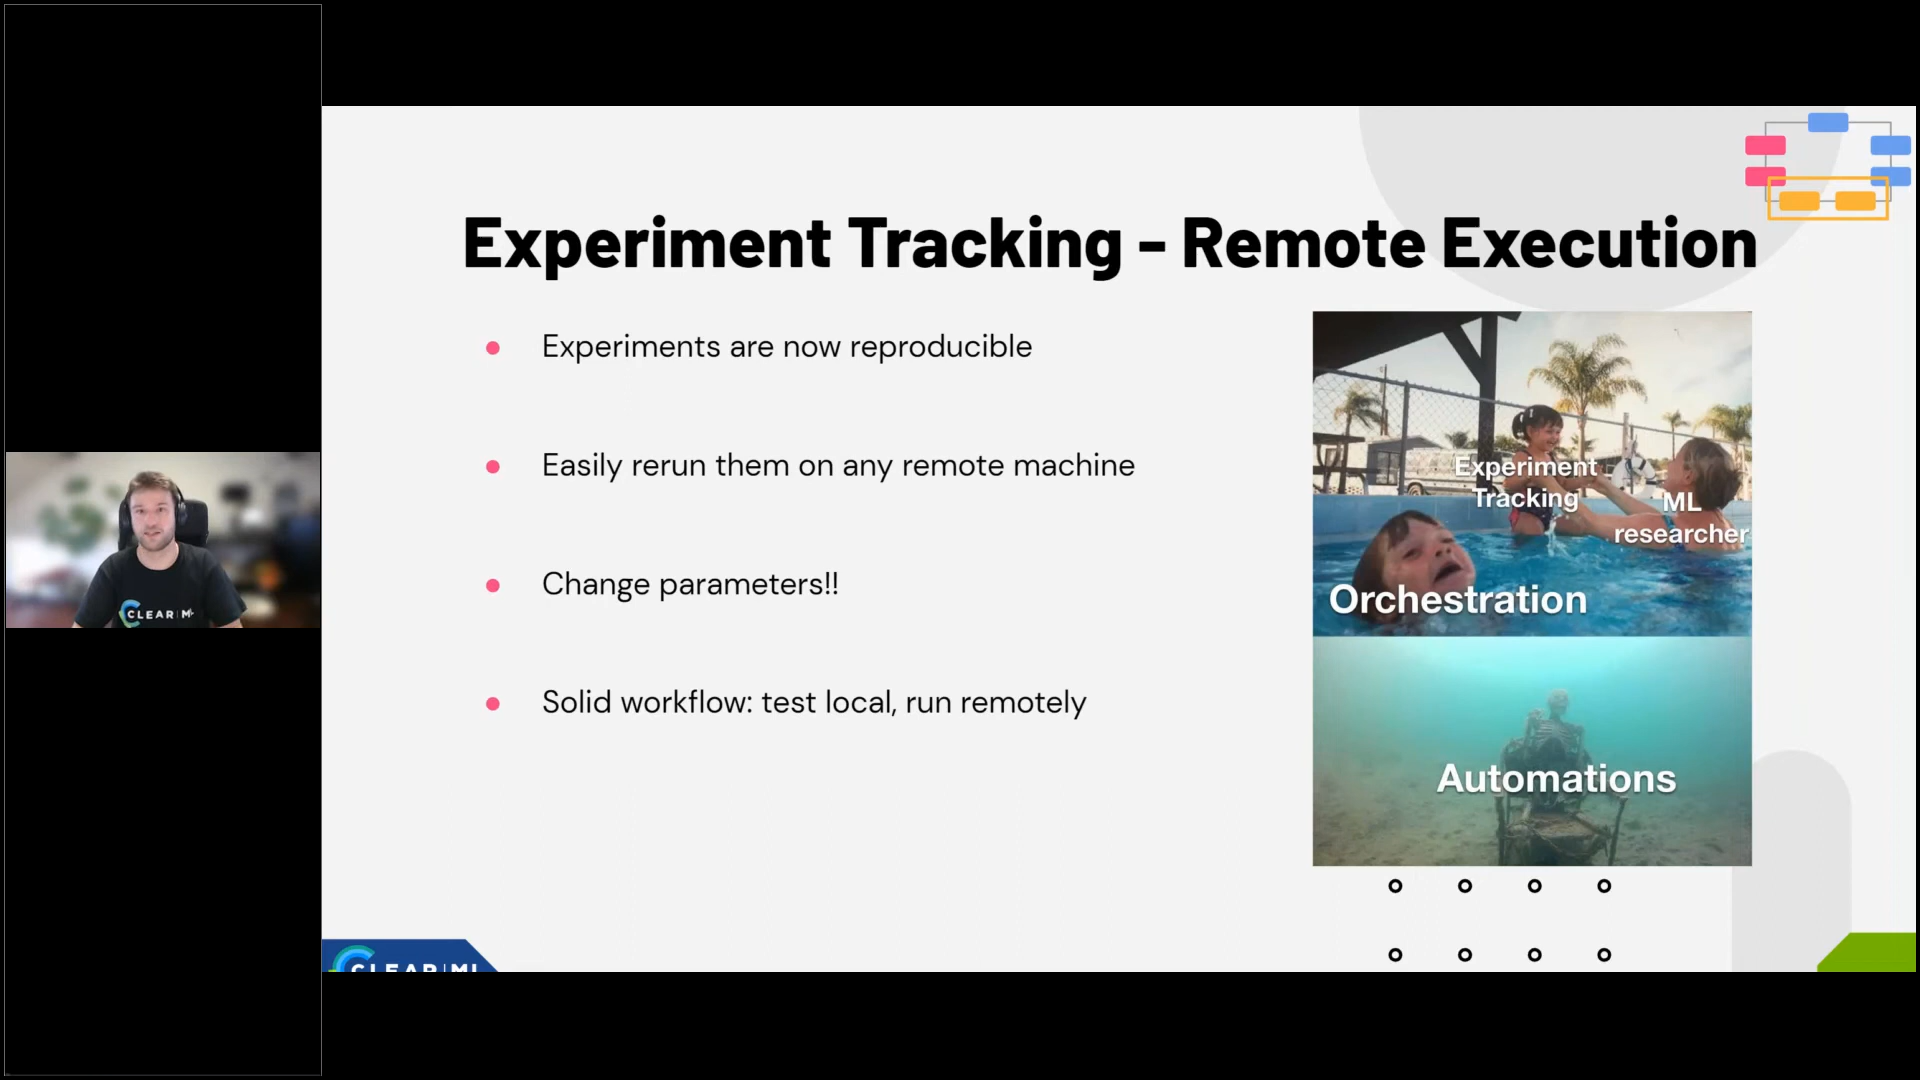 Experiment Tracking - Remote Execution
Experiments are now reproducible
Easily rerun them on any remote machine
Change parameters!!
Solid workflow: test local, run remotely
Experiment
Tracking
ML
researcher
Orchestration
Automations
CLEAR|ML
CLEAR|ML